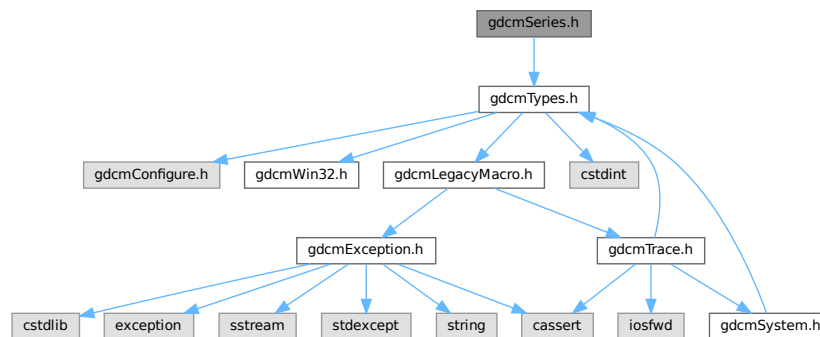 gdcmSeries.h
gdcmTypes.h
gdcmConfigure.h
gdcmWin32.h
gdcmLegacyMacro.h
cstdint
gdcmException.h
gdcmTrace.h
cstdlib
exception
sstream
stdexcept
string
cassert
iosfwd
gdcmSystem.h